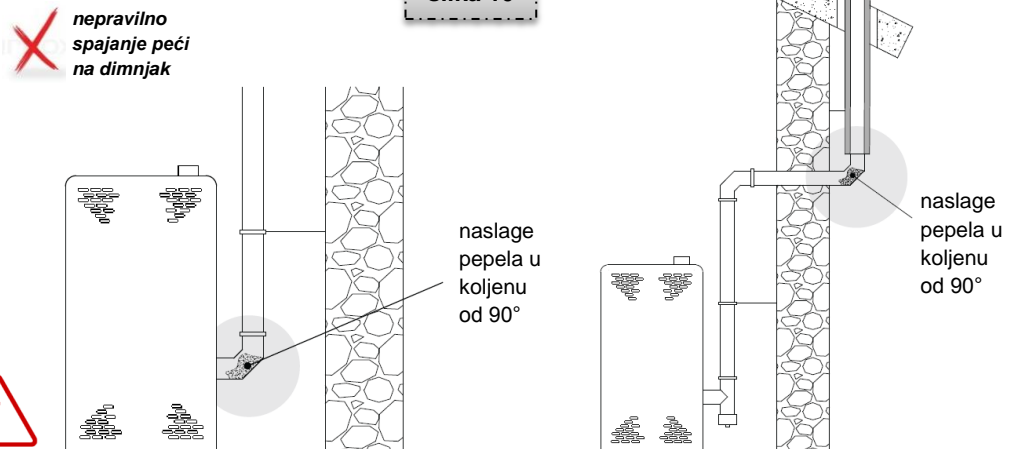 nepravilno
spajanje peći
na dimnjak
naslage
pepela u
koljenu
od 90°
naslage
pepela u
koljenu
od 90°